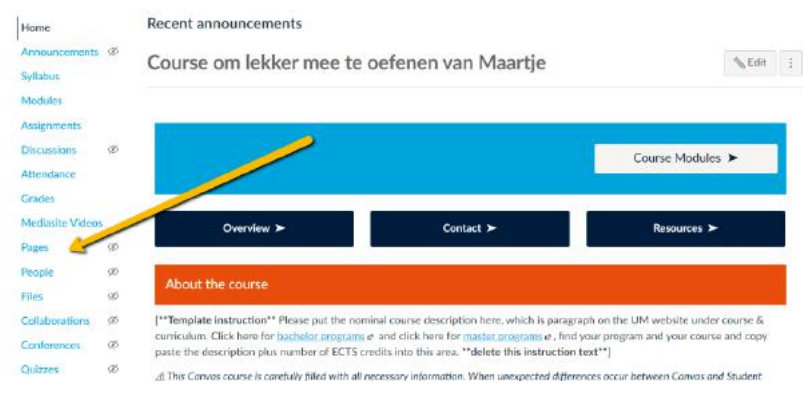 Home
Announcements
Syllabus
Modules
Assignments
Discussions
Attendance
Grades
Mediasite Videos
Pages
People
Files
Collaborations
Conferences
Quizzes
Recent announcements
Course om lekker mee te oefenen van Maartje
Edit
Course Modules ➤
Overview ➤
Contact ➤
Resources ➤
About the course
[**Template instruction** Please put the nominal course description here, which is paragraph on the UM website under course &
curriculum. Click here for bachelor programs and click here for master programs , find your program and your course and copy
paste the description plus number of ECTS credits into this area. **delete this instruction text**]
⚠ This Canvas course is carefully filled with all necessary information. When unexpected differences occur between Canvas and Student